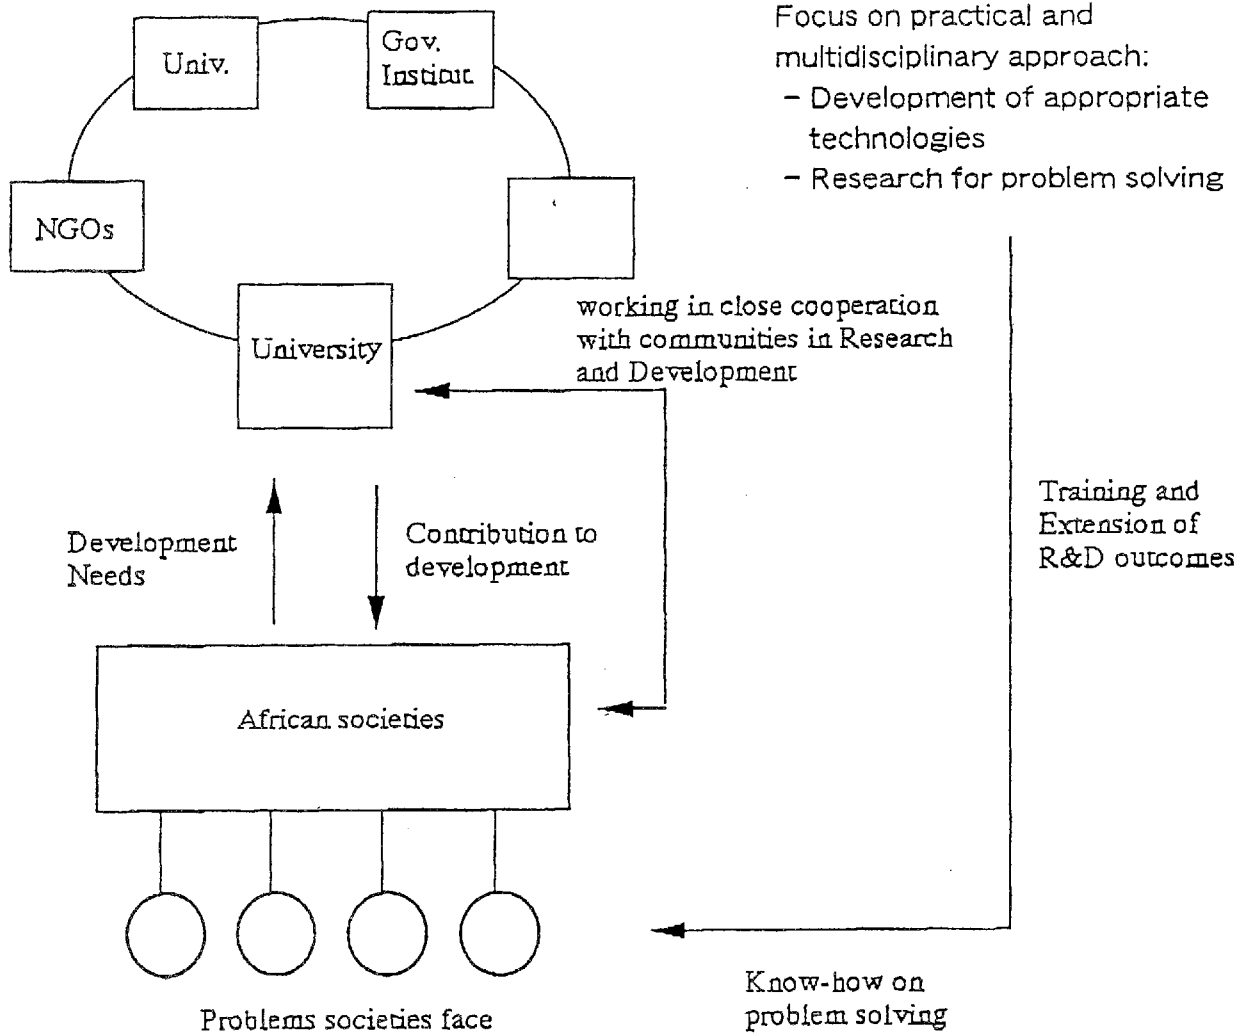 Focus on practical and
multidisciplinary approach:
- Development of appropriate
technologies
- Research for problem solving
Univ.
Gov.
Institut.
NGOs
University
working in close cooperation
with communities in Research
and Development
Development
Needs
Contribution to
development
Training and
Extension of
R&D outcomes
African societies
Know-how on
problem solving
Problems societies face